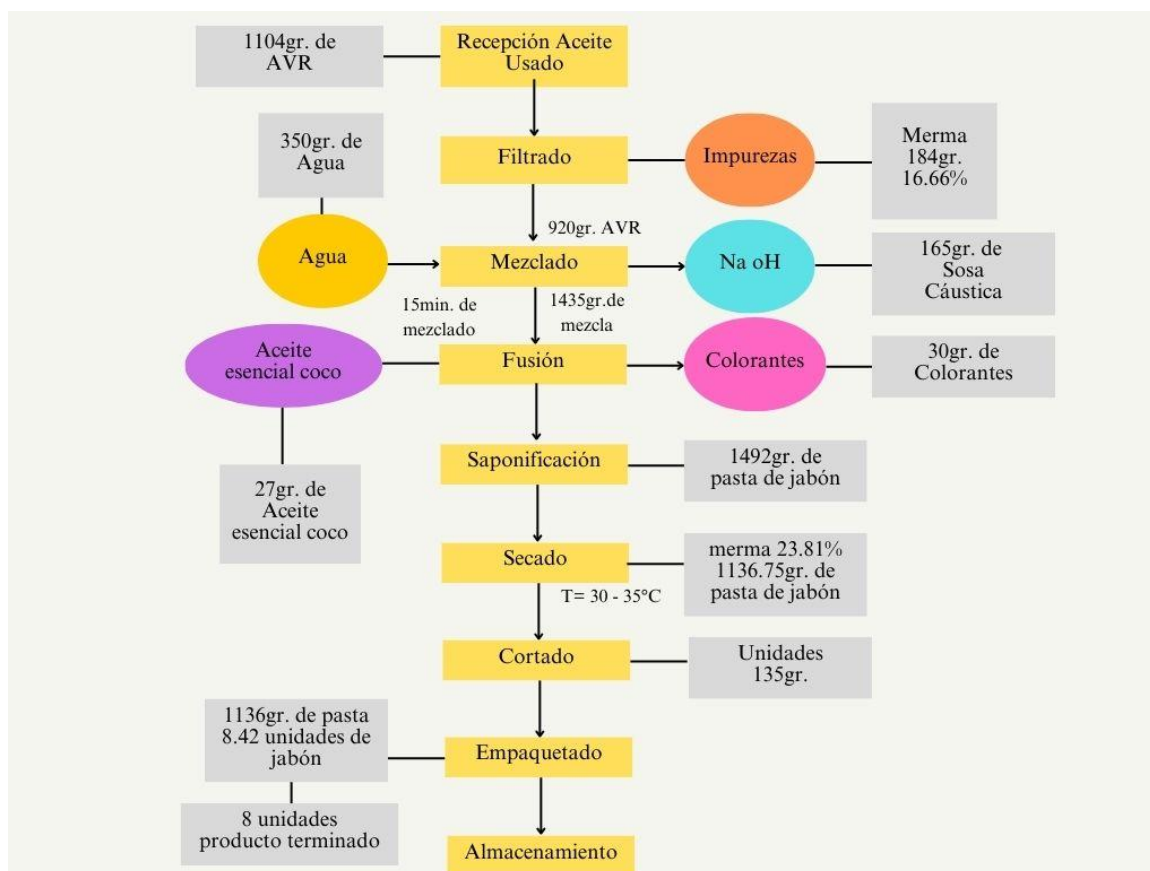 1104gr. de
AVR
Recepción Aceite
Usado
350gr. de
Agua
Filtrado
Impurezas
Merma
184gr.
16.66%
920gr. AVR
Agua
Mezclado
Na oH
165gr. de
Sosa
Cáustica
15min. de
mezclado
1435gr.de
mezcla
Aceite
esencial coco
Fusión
Colorantes
30gr. de
Colorantes
Saponificación
1492gr. de
pasta de jabón
27gr. de
Aceite
esencial coco
Secado
merma 23.81%
1136.75gr. de
pasta de jabón
T= 30 - 35°C
Cortado
Unidades
135gr.
1136gr. de pasta
8.42 unidades de
jabón
Empaquetado
8 unidades
producto terminado
Almacenamiento